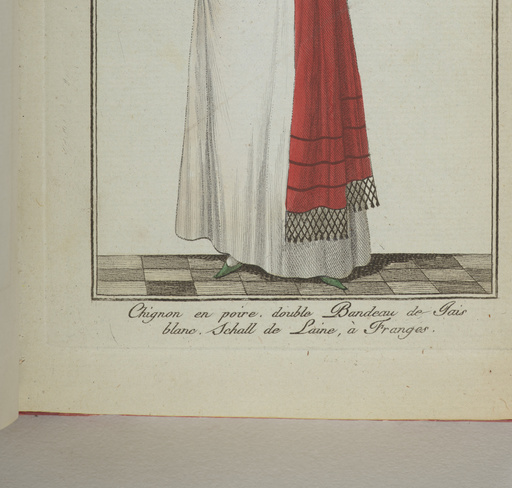 Chignon en poire. double Bandeau de Jais
blanc. Schall de Laine, à Franges.